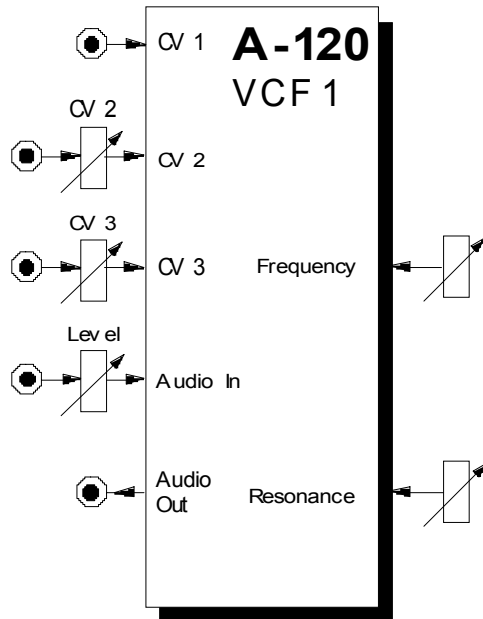 A-120
VCF 1
CV 1
CV 2
CV 2
CV 3
CV 3
Frequency
Level
Audio In
Audio
Out
Resonance